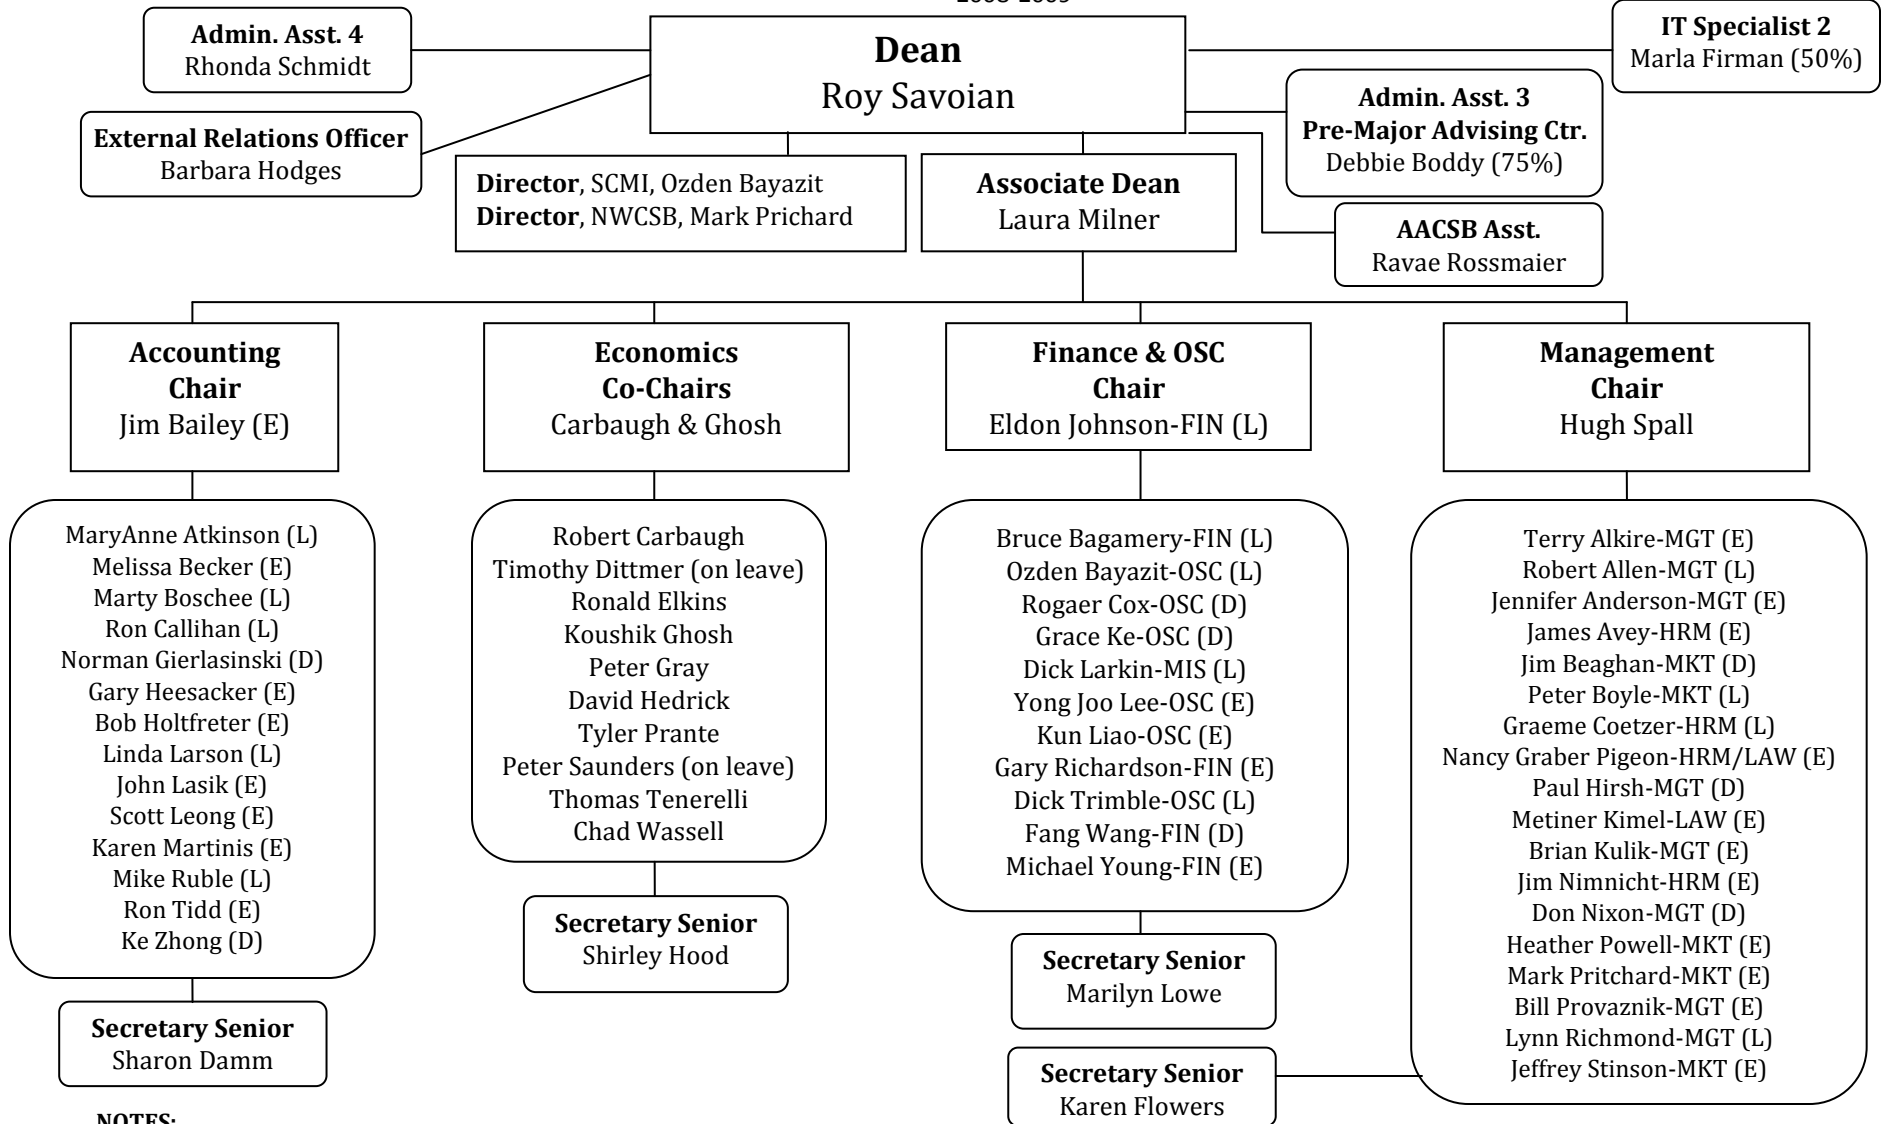 2008-2009
Admin. Asst. 4
Rhonda Schmidt
Dean
Roy Savoian
IT Specialist 2
Marla Firman (50%)
External Relations Officer
Barbara Hodges
Admin. Asst. 3
Pre-Major Advising Ctr.
Debbie Boddy (75%)
Director, SCMI, Ozden Bayazit
Director, NWCSB, Mark Prichard
Associate Dean
Laura Milner
AACSB Asst.
Ravae Rossmaier
Accounting
Chair
Jim Bailey (E)
Economics
Co-Chairs
Carbaugh & Ghosh
Finance & OSC
Chair
Eldon Johnson-FIN (L)
Management
Chair
Hugh Spall
MaryAnne Atkinson (L)
Melissa Becker (E)
Marty Boschee (L)
Ron Callihan (L)
Norman Gierlasinski (D)
Gary Heesacker (E)
Bob Holtfreter (E)
Linda Larson (L)
John Lasik (E)
Scott Leong (E)
Karen Martinis (E)
Mike Ruble (L)
Ron Tidd (E)
Ke Zhong (D)
Secretary Senior
Sharon Damm
Robert Carbaugh
Timothy Dittmer (on leave)
Ronald Elkins
Koushik Ghosh
Peter Gray
David Hedrick
Tyler Prante
Peter Saunders (on leave)
Thomas Tenerelli
Chad Wassell
Secretary Senior
Shirley Hood
Bruce Bagamery-FIN (L)
Ozden Bayazit-OSC (L)
Rogaer Cox-OSC (D)
Grace Ke-OSC (D)
Dick Larkin-MIS (L)
Yong Joo Lee-OSC (E)
Kun Liao-OSC (E)
Gary Richardson-FIN (E)
Dick Trimble-OSC (L)
Fang Wang-FIN (D)
Michael Young-FIN (E)
Secretary Senior
Marilyn Lowe
Terry Alkire-MGT (E)
Robert Allen-MGT (L)
Jennifer Anderson-MGT (E)
James Avey-HRM (E)
Jim Beaghan-MKT (D)
Peter Boyle-MKT (L)
Graeme Coetzer-HRM (L)
Nancy Graber Pigeon-HRM/LAW (E)
Paul Hirsh-MGT (D)
Metiner Kimel-LAW (E)
Brian Kulik-MGT (E)
Jim Nimnicht-HRM (E)
Don Nixon-MGT (D)
Heather Powell-MKT (E)
Mark Pritchard-MKT (E)
Bill Provaznik-MGT (E)
Lynn Richmond-MGT (L)
Jeffrey Stinson-MKT (E)
Secretary Senior
Karen Flowers
NOTES: